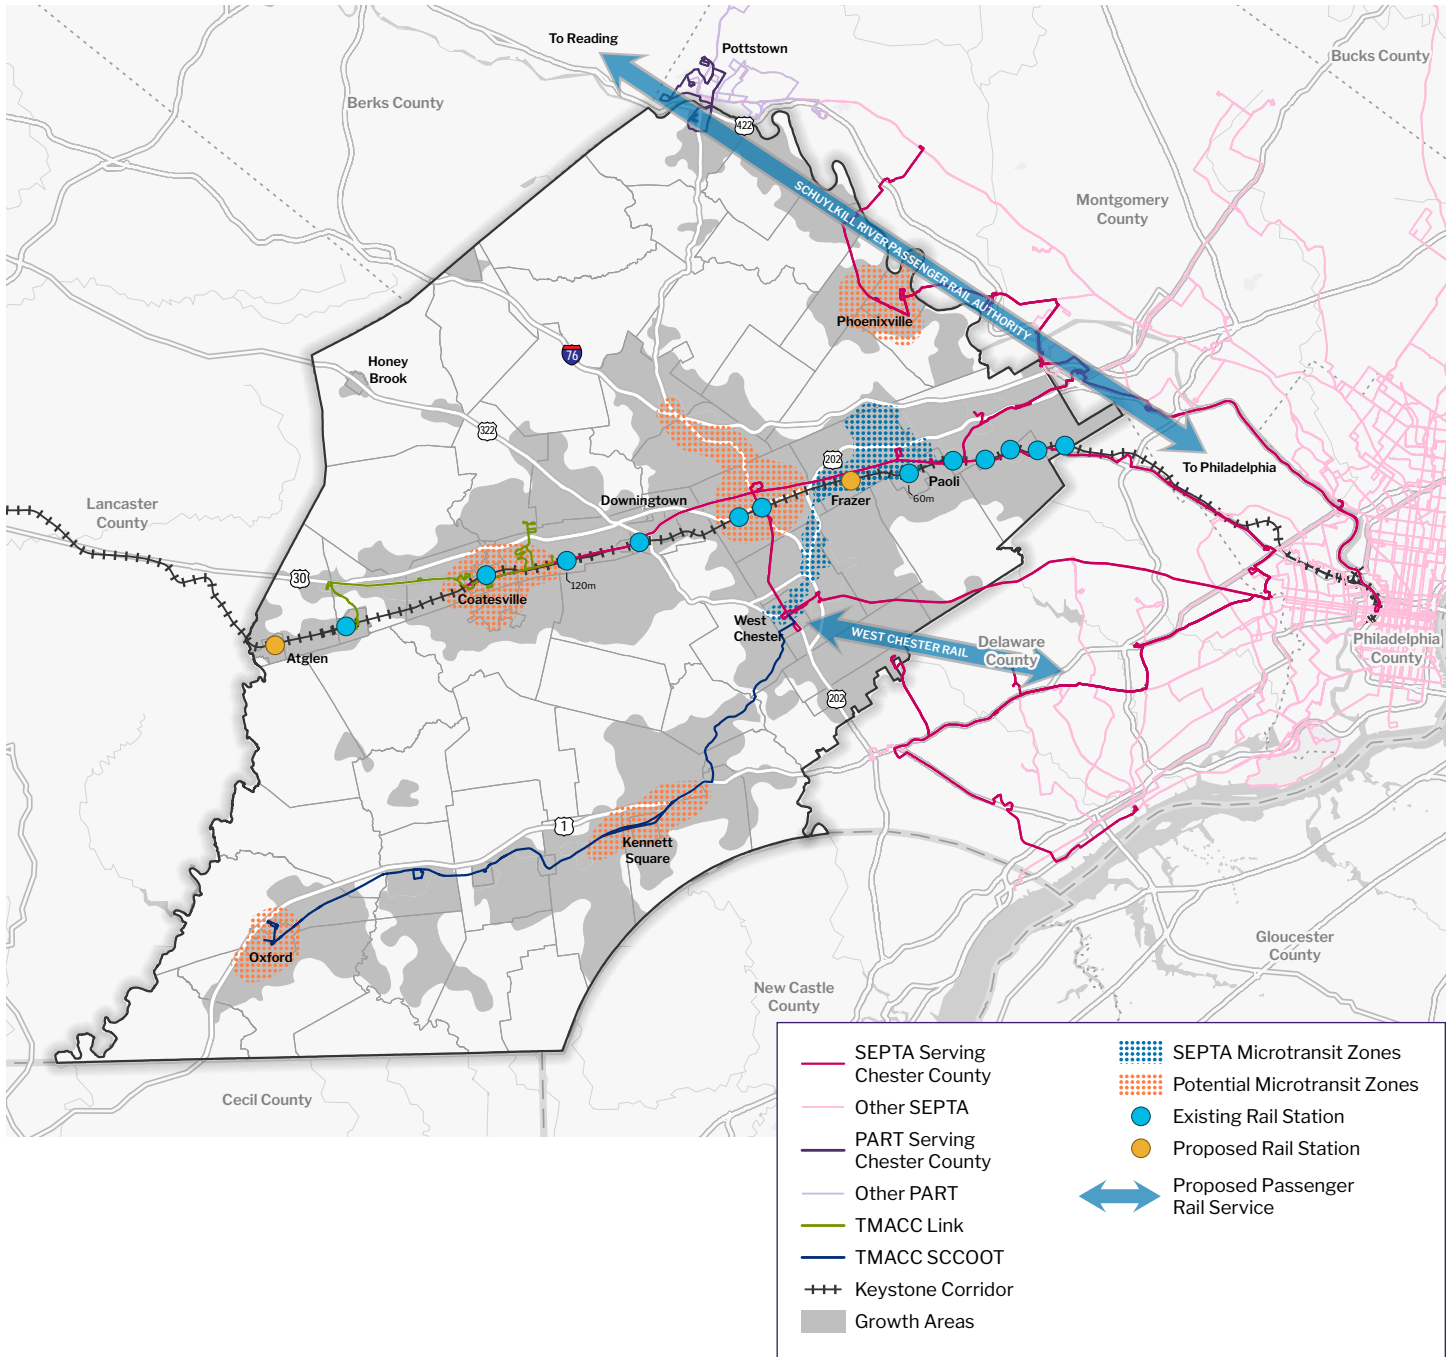 To Reading
Pottstown
Bucks County
Berks County
422
SCHUYLKILL RIVER PASSENGER RAIL AUTHORITY
Montgomery
County
Phoenixville
76
Honey
Brook
322
202
To Philadelphia
Paoli
Frazer
60m
Downingtown
Lancaster
County
30
120m
Coatesville
West
Chester
WEST CHESTER RAIL
Delaware
County
Philadelphia
County
Atglen
202
1
Kennett
Square
Oxford
Gloucester
County
New Castle
County
Cecil County
SEPTA Serving
Chester County
Other SEPTA
PART Serving
Chester County
Other PART
TMACC Link
TMACC SCCOOT
Keystone Corridor
Growth Areas
SEPTA Microtransit Zones
Potential Microtransit Zones
Existing Rail Station
Proposed Rail Station
Proposed Passenger
Rail Service